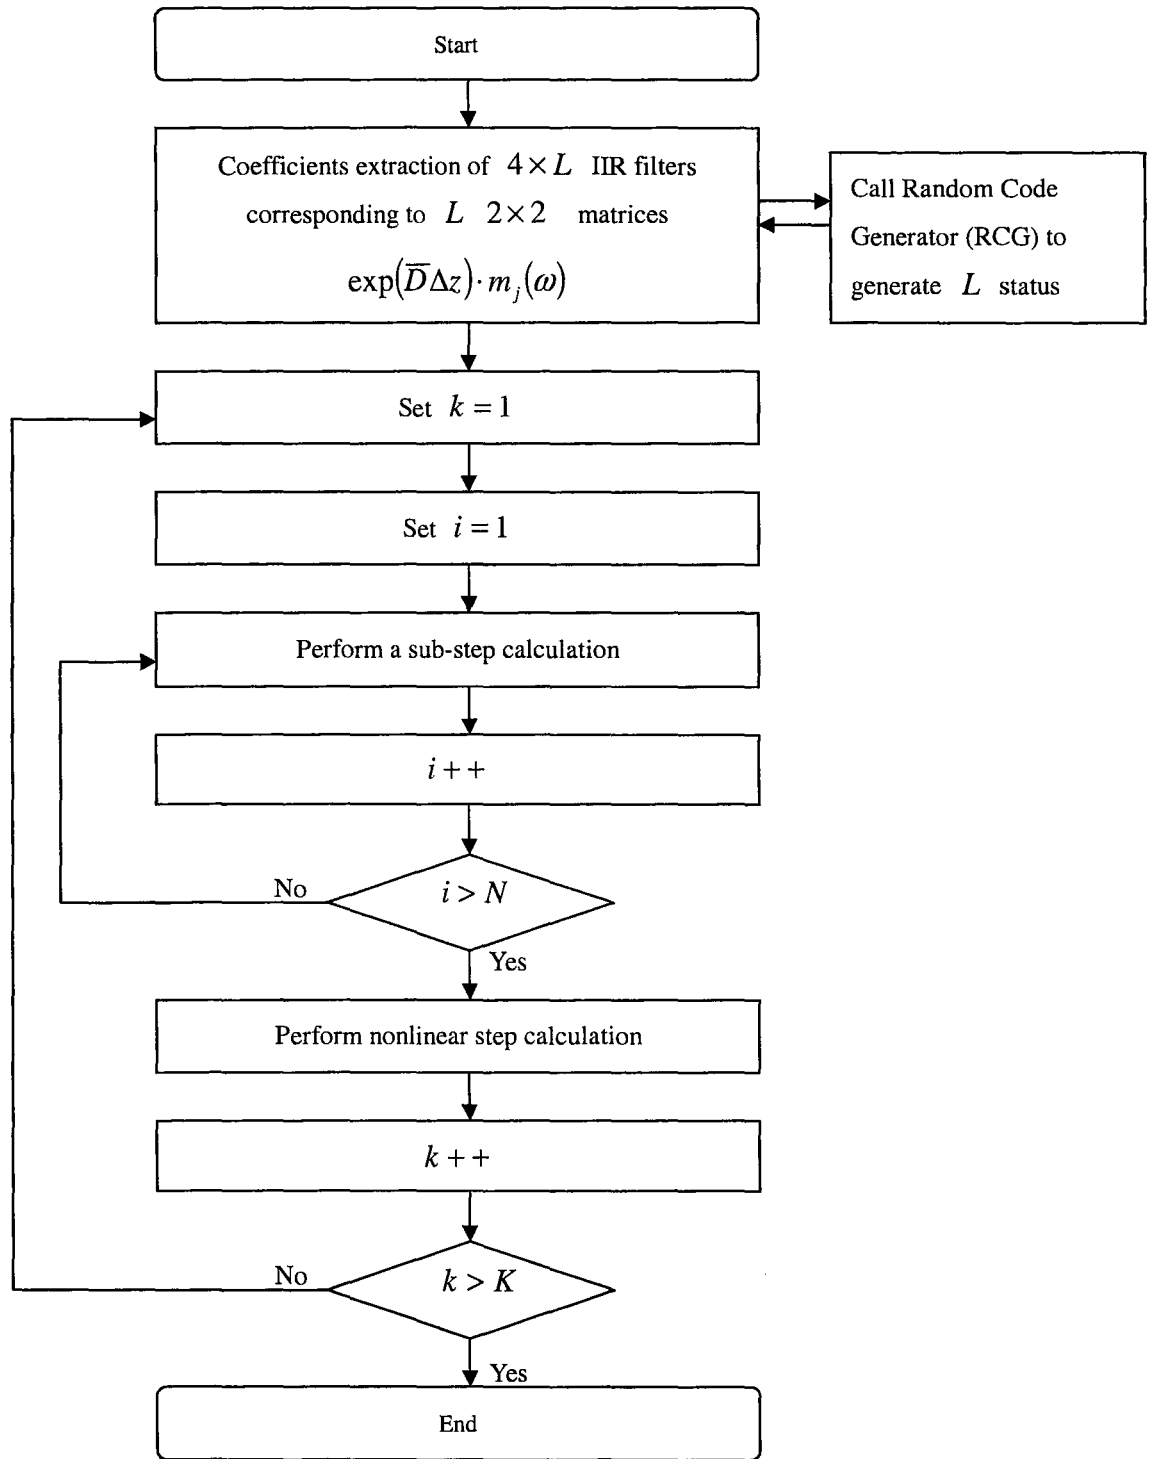 Start
Coefficients extraction of 4 × L IIR filters
corresponding to L 2 × 2 matrices
exp(D̅Δz)·m_j(ω)
Call Random Code
Generator (RCG) to
generate L status
Set k = 1
Set i = 1
Perform a sub-step calculation
i + +
No
i > N
Yes
Perform nonlinear step calculation
k + +
No
k > K
Yes
End